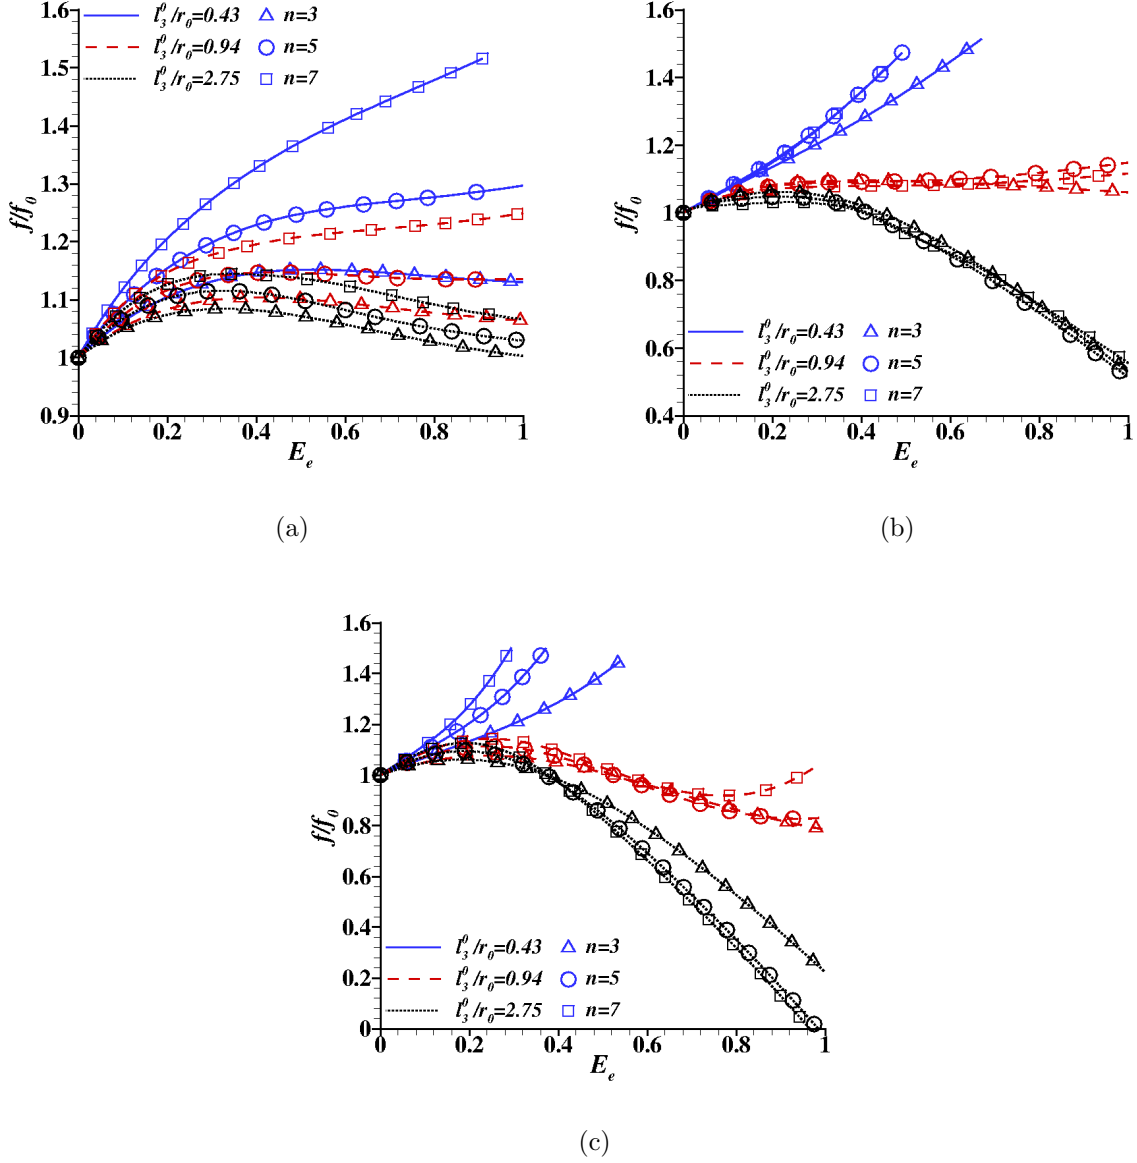 1.6
1.5
1.4
1.3
1.2
1.1
1
0.9
f/f₀
l₃⁰/r₀=0.43 n=3
l₃⁰/r₀=0.94 n=5
l₃⁰/r₀=2.75 n=7
0 0.2 0.4 0.6 0.8 1
Eₑ
(a)
1.6
1.4
1.2
1
0.8
0.6
0.4
f/f₀
l₃⁰/r₀=0.43 n=3
l₃⁰/r₀=0.94 n=5
l₃⁰/r₀=2.75 n=7
0 0.2 0.4 0.6 0.8 1
Eₑ
(b)
1.6
1.4
1.2
1
0.8
0.6
0.4
0.2
0
f/f₀
l₃⁰/r₀=0.43 n=3
l₃⁰/r₀=0.94 n=5
l₃⁰/r₀=2.75 n=7
0 0.2 0.4 0.6 0.8 1
Eₑ
(c)